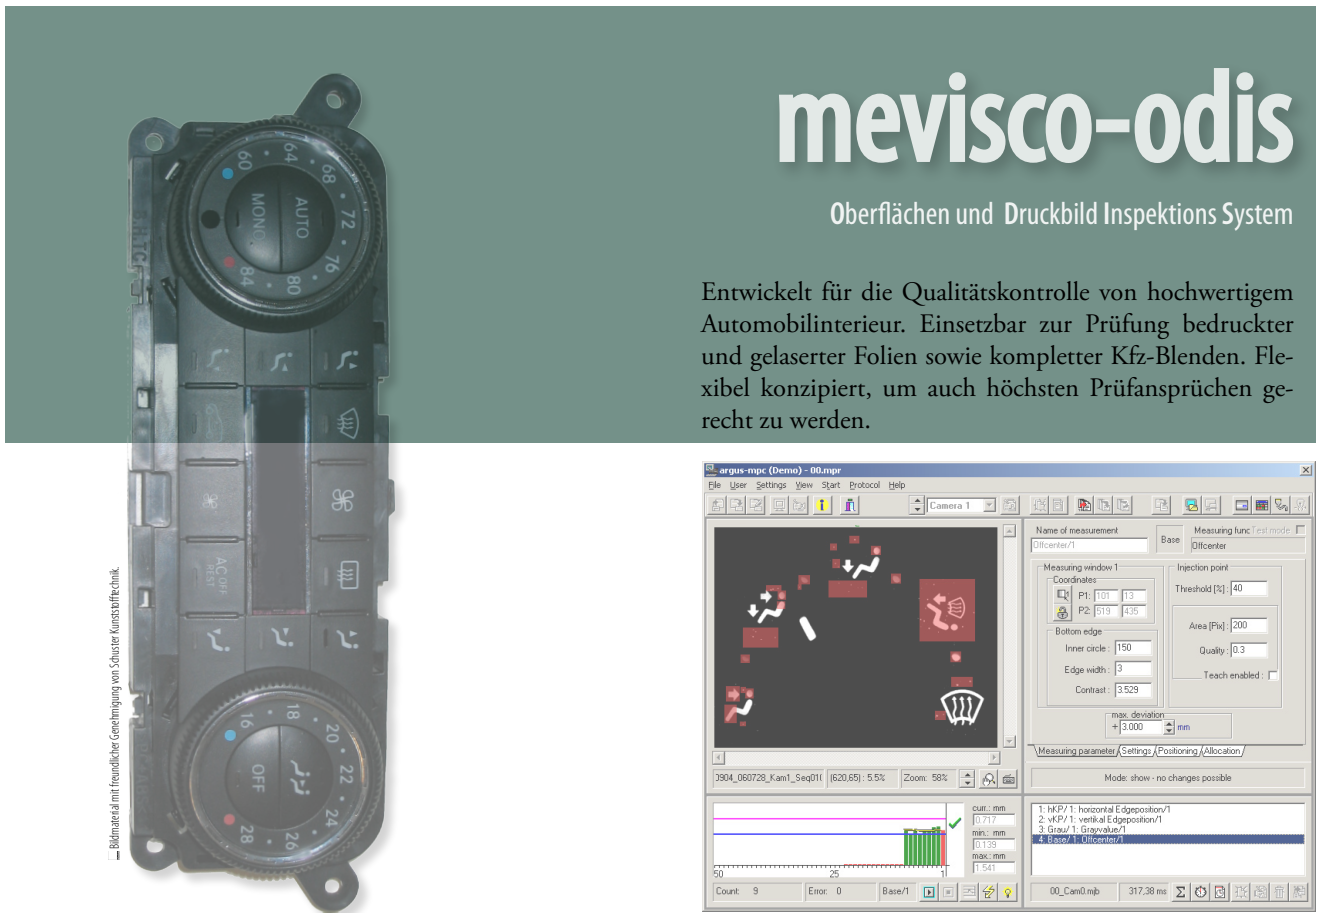 mevisco-odis
Oberflächen und Druckbild Inspektions System
Entwickelt für die Qualitätskontrolle von hochwertigem
Automobilinterieur. Einsetzbar zur Prüfung bedruckter
und gelaserter Folien sowie kompletter Kfz-Blenden. Fle-
xibel konzipiert, um auch höchsten Prüfansprüchen ge-
recht zu werden.
Bildmaterial mit freundlicher Genehmigung von Schuster Kunststofftechnik.
60 64 68 72 76 80 84
AUTO
MONO
AC OFF
REST
16 18 20 22 24 26 28
OFF
argus-mpc (Demo) - 00.mpr
File User Settings View Start Protocol Help
Camera 1
Name of measurement
Offcenter/1
Base
Measuring func Test mode
Offcenter
Measuring window 1
Coordinates
P1: 101 13
P2: 519 435
Bottom edge
Inner circle : 150
Edge width : 3
Contrast : 3.529
Injection point
Threshold [%] : 40
Area [Pix] : 200
Quality : 0.3
Teach enabled :
max. deviation
+ 3.000 mm
Measuring parameter Settings Positioning Allocation
Mode: show - no changes possible
3904_060728_Kam1_Seq01( (620,65) : 5.5% Zoom: 58%
curr.: mm
0.717
min.: mm
0.139
max.: mm
1.541
50 25 1
Count: 9 Error: 0 Base/1
1: hKP/ 1: horizontal Edgeposition/1
2: vKP/ 1: vertikal Edgeposition/1
3: Grau/ 1: Grayvalue/1
4: Base/ 1: Offcenter/1
00_Cam0.mjb 317,38 ms